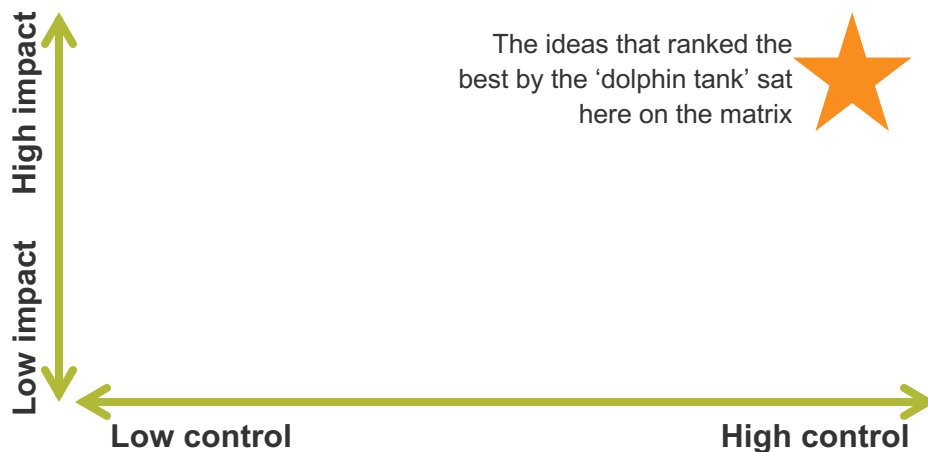 High impact
The ideas that ranked the
best by the ‘dolphin tank’ sat
here on the matrix
Low impact
Low control
High control